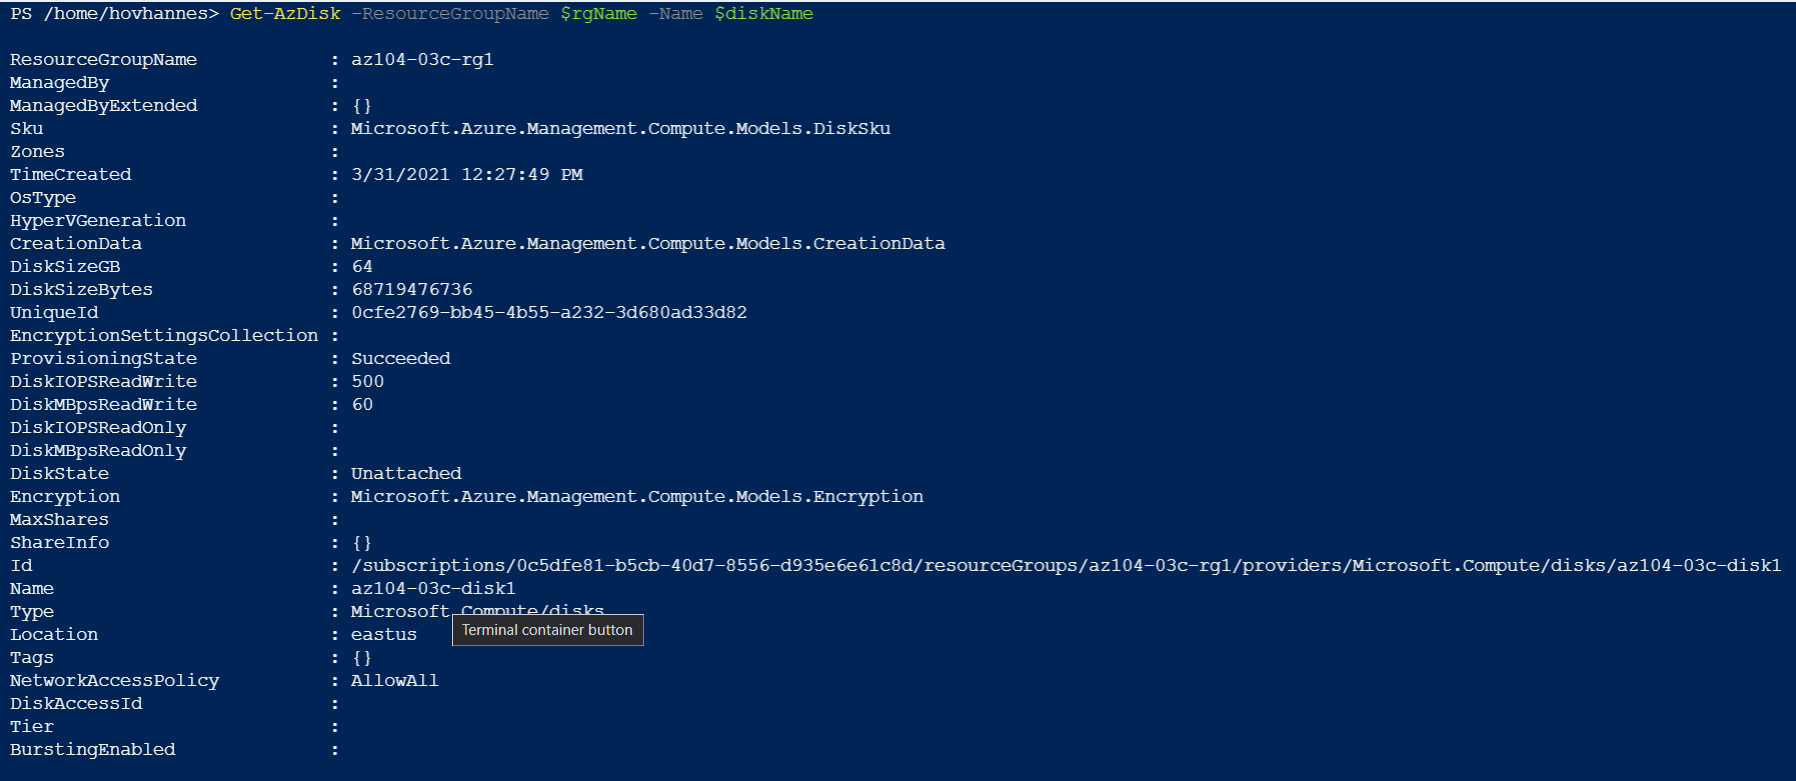 PS /home/hovhannes> Get-AzDisk -ResourceGroupName $rgName -Name $diskName
ResourceGroupName : az104-03c-rg1
ManagedBy :
ManagedByExtended : {}
Sku : Microsoft.Azure.Management.Compute.Models.DiskSku
Zones :
TimeCreated : 3/31/2021 12:27:49 PM
OsType :
HyperVGeneration :
CreationData : Microsoft.Azure.Management.Compute.Models.CreationData
DiskSizeGB : 64
DiskSizeBytes : 68719476736
UniqueId : 0cfe2769-bb45-4b55-a232-3d680ad33d82
EncryptionSettingsCollection :
ProvisioningState : Succeeded
DiskIOPSReadWrite : 500
DiskMBpsReadWrite : 60
DiskIOPSReadOnly :
DiskMBpsReadOnly :
DiskState : Unattached
Encryption : Microsoft.Azure.Management.Compute.Models.Encryption
MaxShares :
ShareInfo : {}
Id : /subscriptions/0c5dfe81-b5cb-40d7-8556-d935e6e61c8d/resourceGroups/az104-03c-rg1/providers/Microsoft.Compute/disks/az104-03c-disk1
Name : az104-03c-disk1
Type : Microsoft.Compute/disks
Terminal container button
Location : eastus
Tags : {}
NetworkAccessPolicy : AllowAll
DiskAccessId :
Tier :
BurstingEnabled :